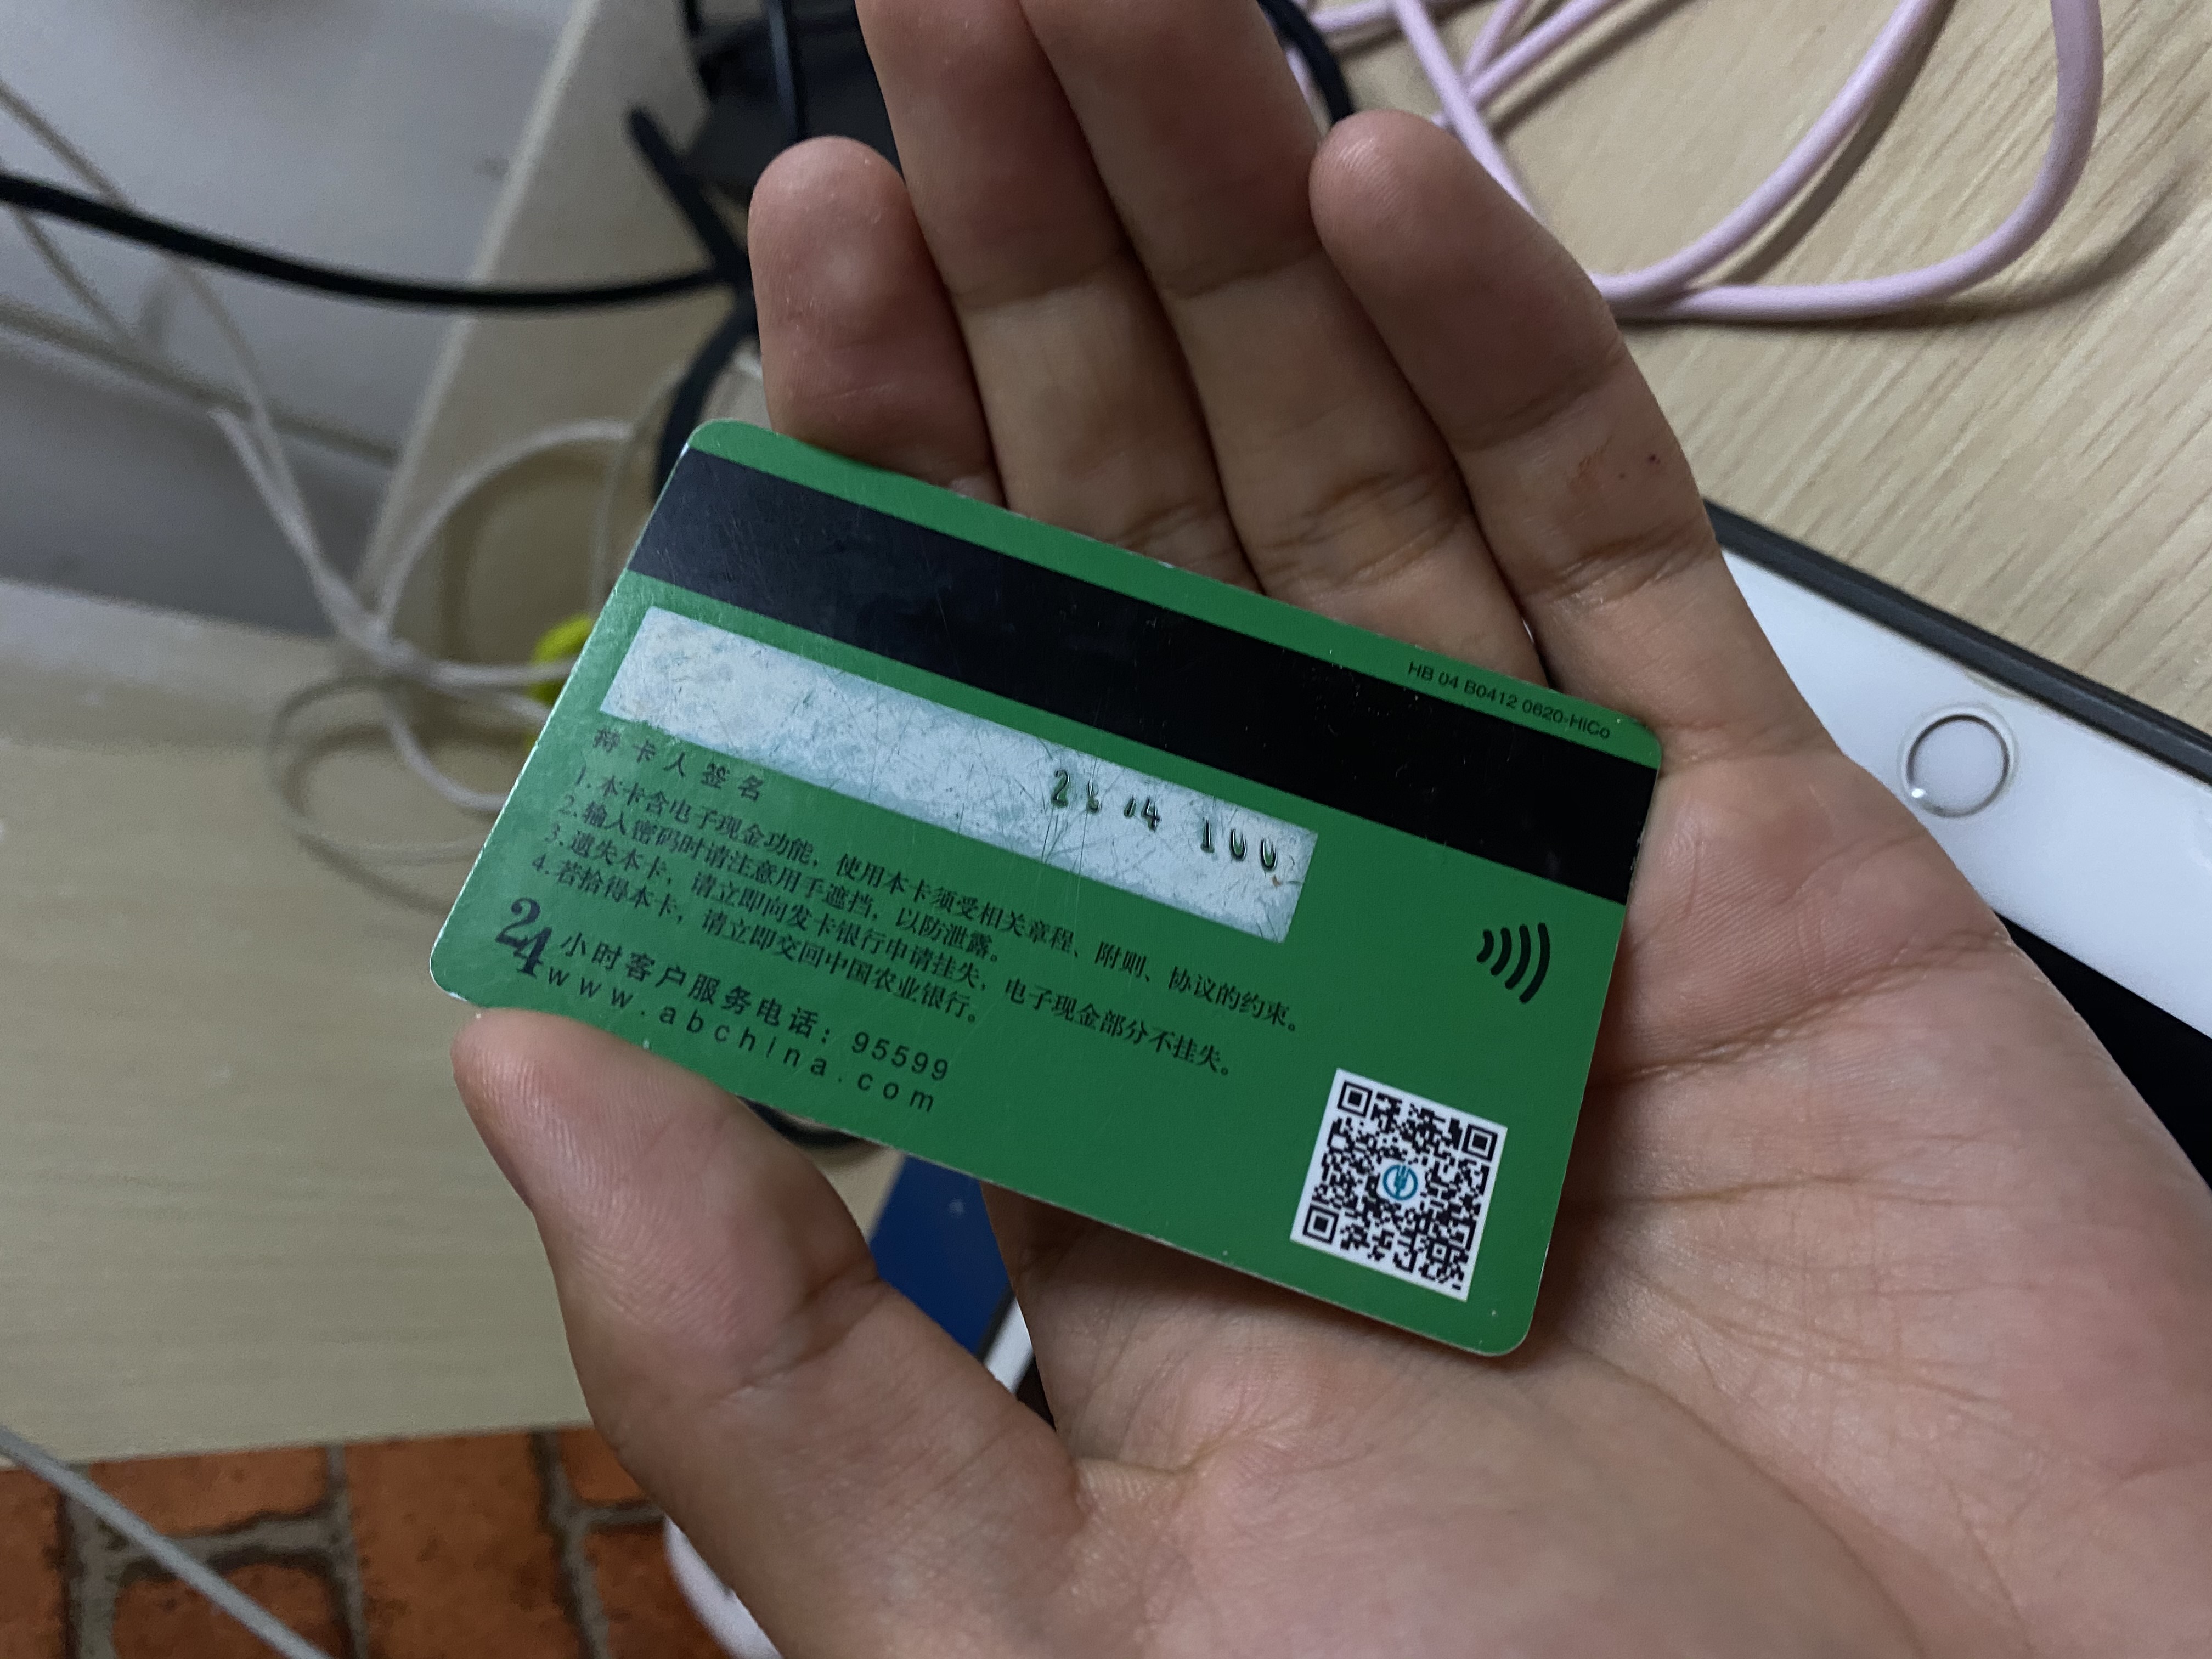 HB 04 B0412 0620-HiCo
持卡人签名
1.本卡含电子现金功能，使用本卡须受相关章程、附则、协议的约束。
2.输入密码时请注意用手遮挡，以防泄露。
3.遗失本卡，请立即向发卡银行申请挂失，电子现金部分不挂失。
4.若拾得本卡，请立即交回中国农业银行。
24小时客户服务电话：95599
www.abchina.com